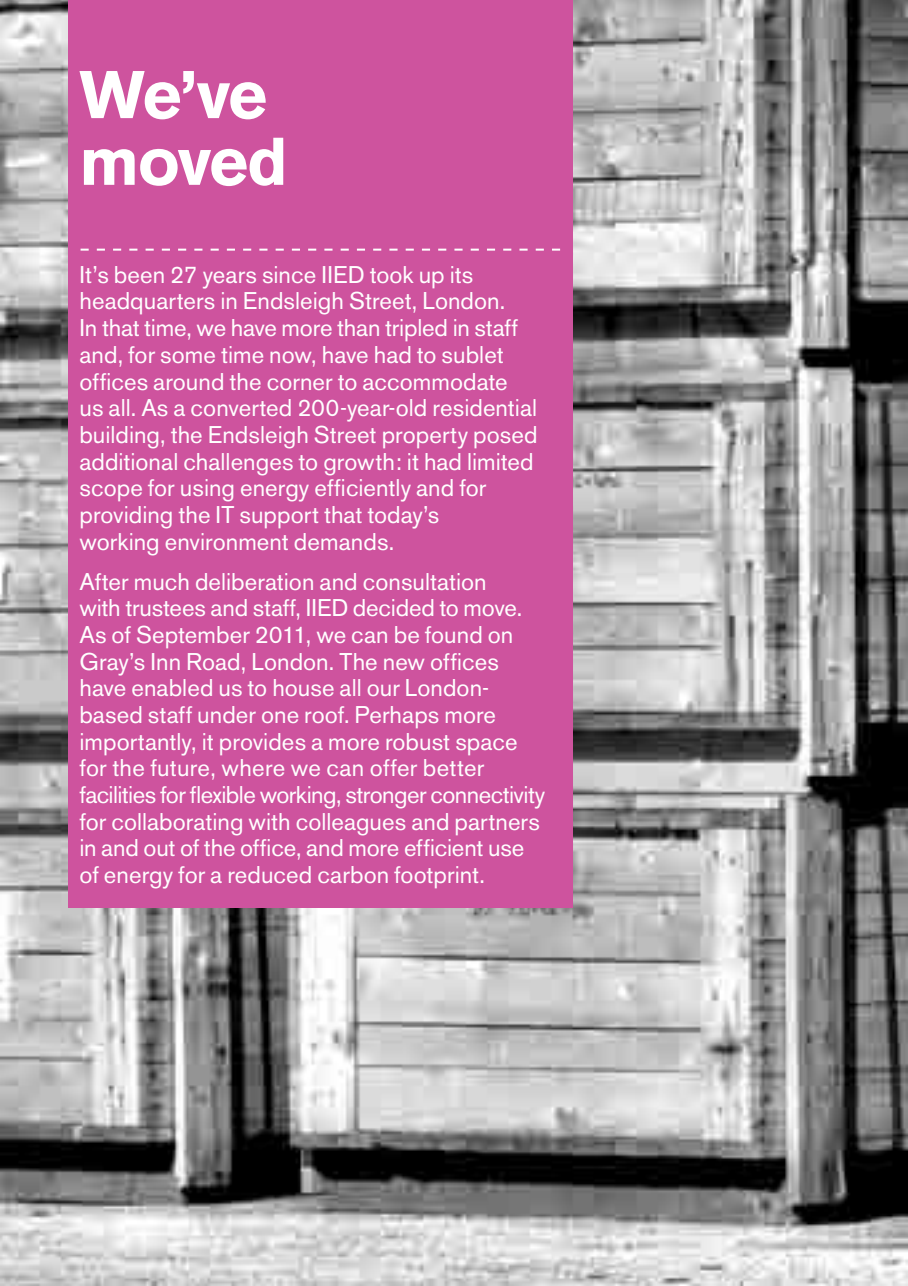 We’ve
moved
It’s been 27 years since IIED took up its
headquarters in Endsleigh Street, London.
In that time, we have more than tripled in staff
and, for some time now, have had to sublet
offices around the corner to accommodate
us all. As a converted 200-year-old residential
building, the Endsleigh Street property posed
additional challenges to growth: it had limited
scope for using energy efficiently and for
providing the IT support that today’s
working environment demands.
After much deliberation and consultation
with trustees and staff, IIED decided to move.
As of September 2011, we can be found on
Gray’s Inn Road, London. The new offices
have enabled us to house all our London-
based staff under one roof. Perhaps more
importantly, it provides a more robust space
for the future, where we can offer better
facilities for flexible working, stronger connectivity
for collaborating with colleagues and partners
in and out of the office, and more efficient use
of energy for a reduced carbon footprint.